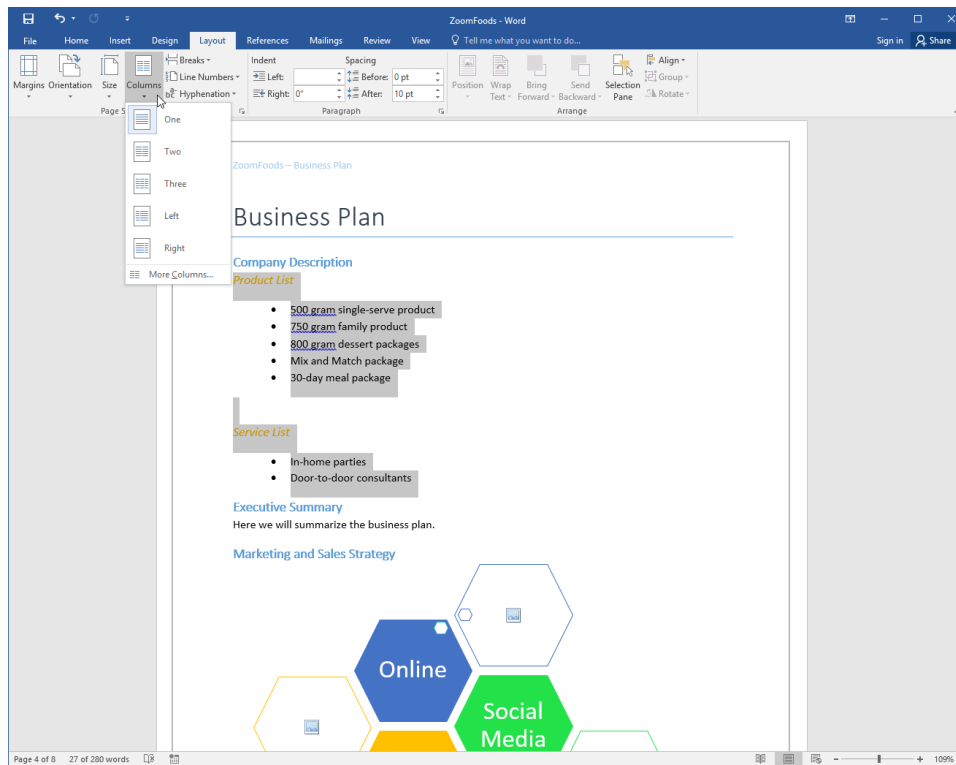 ZoomFoods - Word
File Home Insert Design Layout References Mailings Review View Tell me what you want to do... Sign in Share
Margins Orientation Size Columns
Breaks
Line Numbers
Hyphenation
Page S
Indent Spacing
Left: Before: 0 pt
Right: 0" After: 10 pt
Paragraph
Position Wrap Text Bring Forward Send Backward Selection Pane
Align
Group
Rotate
Arrange
One
Two
Three
Left
Right
More Columns...
ZoomFoods – Business Plan
Business Plan
Company Description
Product List
• 500 gram single-serve product
• 750 gram family product
• 800 gram dessert packages
• Mix and Match package
• 30-day meal package
Service List
• In-home parties
• Door-to-door consultants
Executive Summary
Here we will summarize the business plan.
Marketing and Sales Strategy
Online
Social
Media
Page 4 of 8 27 of 280 words 109%